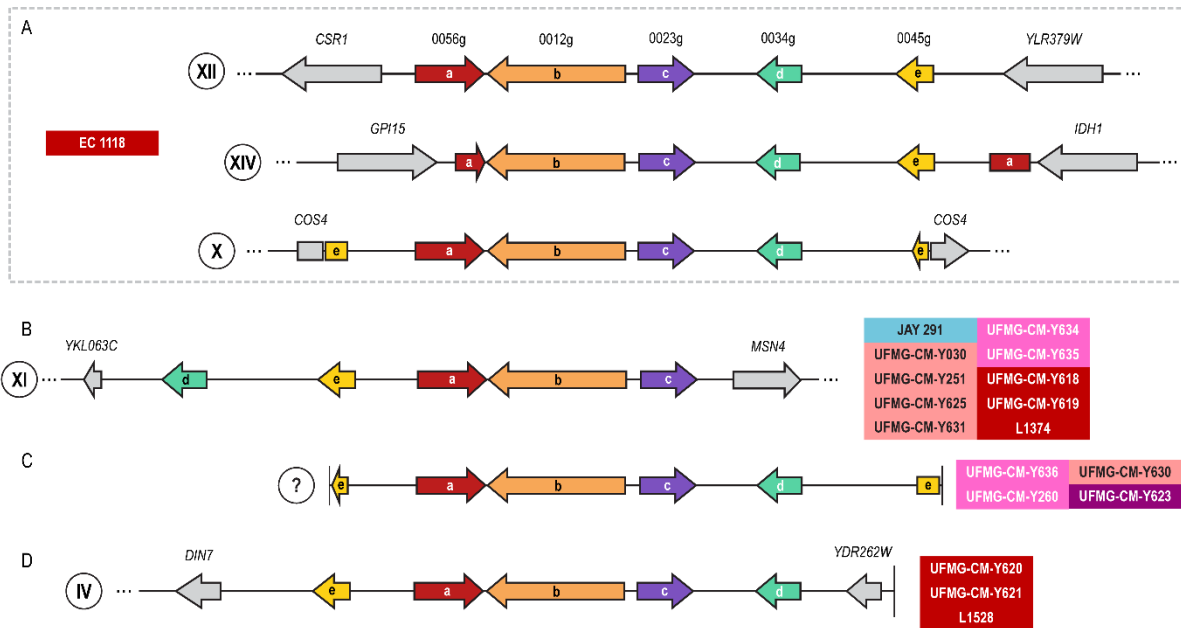 A
CSR1 0056g 0012g 0023g 0034g 0045g YLR379W
XII ... a b c d e ...
EC 1118
GPI15 IDH1
XIV ... a b c d e a ...
COS4 COS4
X ... e a b c d e ...
B
YKL063C MSN4
XI ... d e a b c ...
JAY 291 UFMG-CM-Y634
UFMG-CM-Y030 UFMG-CM-Y635
UFMG-CM-Y251 UFMG-CM-Y618
UFMG-CM-Y625 UFMG-CM-Y619
UFMG-CM-Y631 L1374
C
? e a b c d e
UFMG-CM-Y636 UFMG-CM-Y630
UFMG-CM-Y260 UFMG-CM-Y623
D
DIN7 YDR262W
IV ... e a b c d
UFMG-CM-Y620
UFMG-CM-Y621
L1528